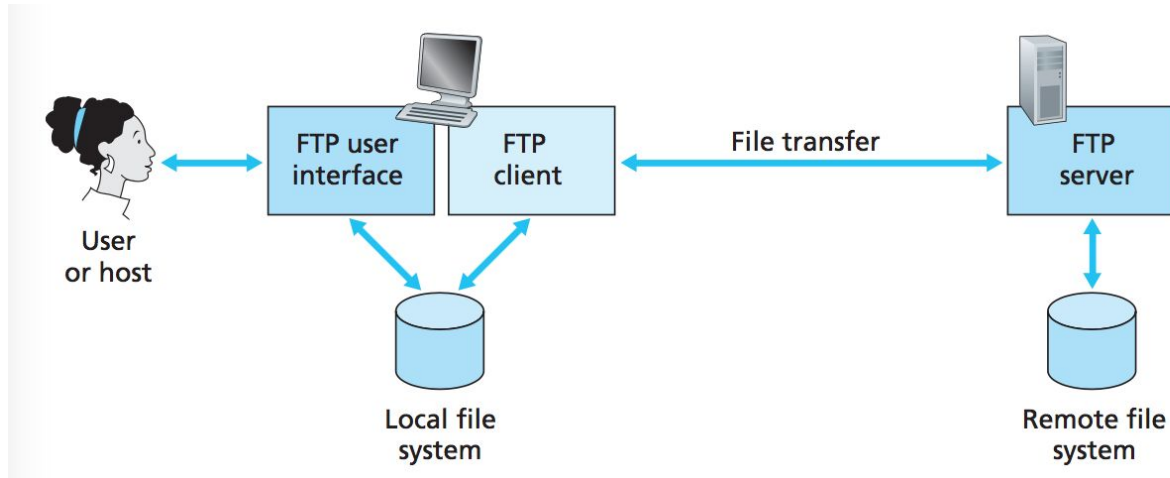 User
or host
FTP user
interface
FTP
client
Local file
system
File transfer
FTP
server
Remote file
system